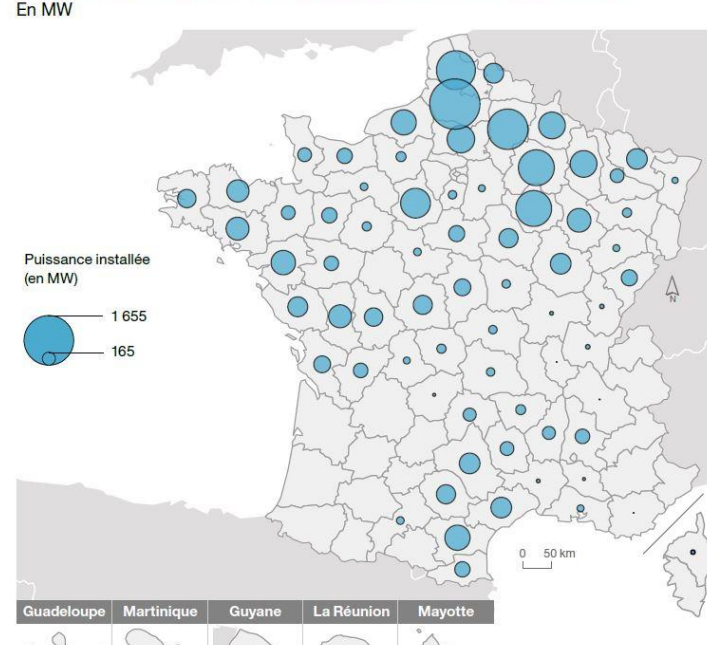 En MW
Puissance installée
(en MW)
1 655
165
N
0 50 km
Guadeloupe Martinique Guyane La Réunion Mayotte